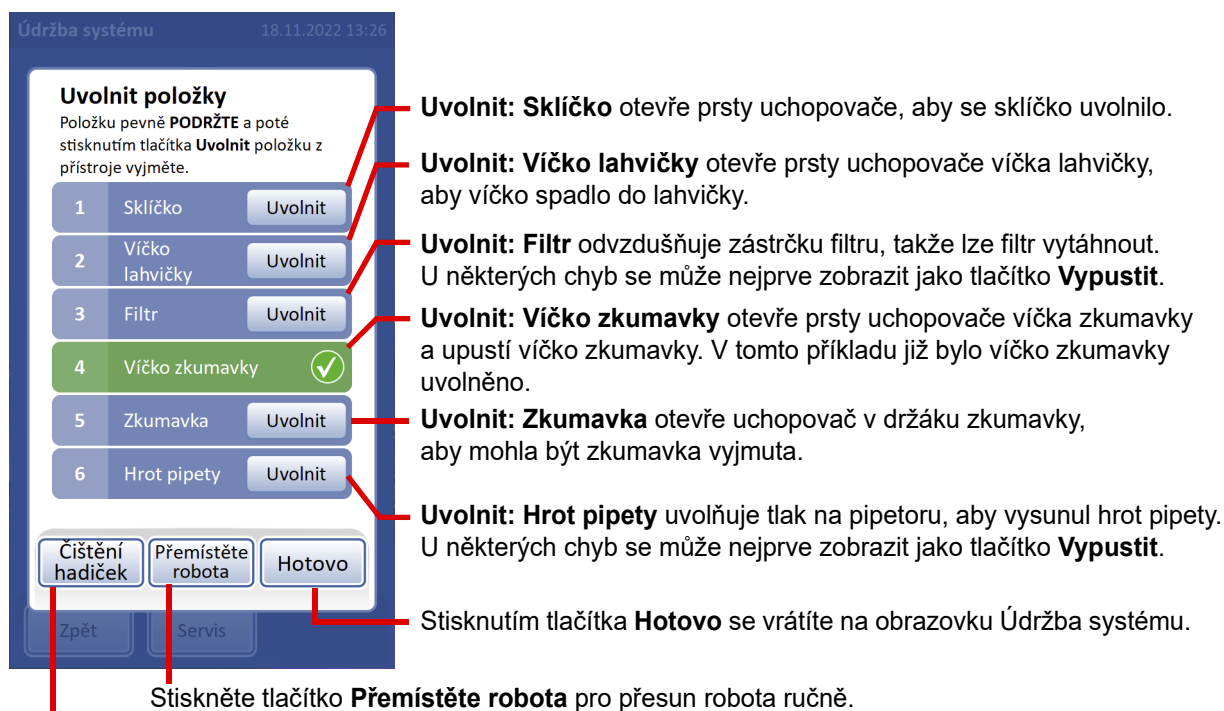 Údržba systému 18.11.2022 13:26
Uvolnit položky
Položku pevně PODRŽTE a poté
stisknutím tlačítka Uvolnit položku z
přístroje vyjměte.
1 Sklíčko Uvolnit
2 Víčko lahvičky Uvolnit
3 Filtr Uvolnit
4 Víčko zkumavky
5 Zkumavka Uvolnit
6 Hrot pipety Uvolnit
Čištění hadiček
Přemístěte robota
Hotovo
Zpět
Servis
Uvolnit: Sklíčko otevře prsty uchopovače, aby se sklíčko uvolnilo.
Uvolnit: Víčko lahvičky otevře prsty uchopovače víčka lahvičky,
aby víčko spadlo do lahvičky.
Uvolnit: Filtr odvzdušňuje zástrčku filtru, takže lze filtr vytáhnout.
U některých chyb se může nejprve zobrazit jako tlačítko Vypustit.
Uvolnit: Víčko zkumavky otevře prsty uchopovače víčka zkumavky
a upustí víčko zkumavky. V tomto příkladu již bylo víčko zkumavky
uvolněno.
Uvolnit: Zkumavka otevře uchopovač v držáku zkumavky,
aby mohla být zkumavka vyjmuta.
Uvolnit: Hrot pipety uvolňuje tlak na pipetoru, aby vysunul hrot pipety.
U některých chyb se může nejprve zobrazit jako tlačítko Vypustit.
Stisknutím tlačítka Hotovo se vrátíte na obrazovku Údržba systému.
Stiskněte tlačítko Přemístěte robota pro přesun robota ručně.